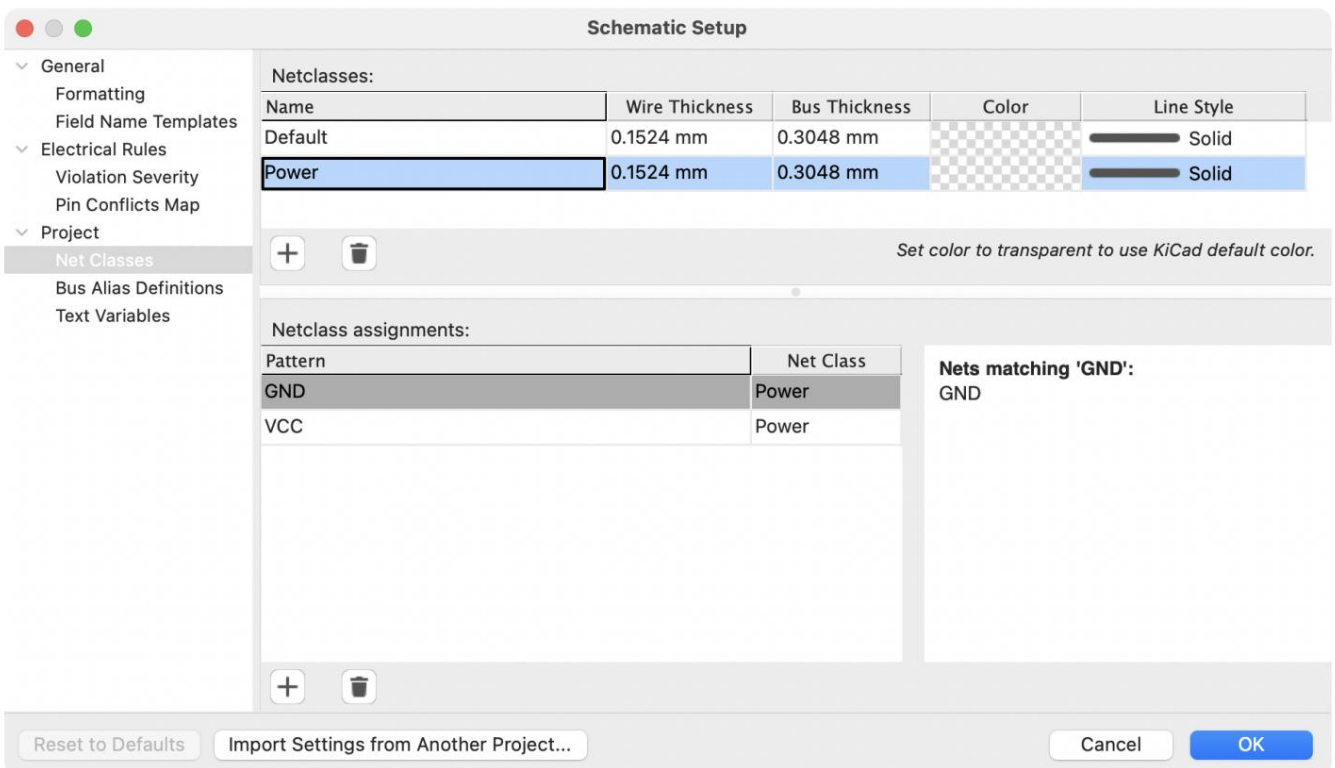 Schematic Setup
General
Formatting
Field Name Templates
Electrical Rules
Violation Severity
Pin Conflicts Map
Project
Net Classes
Bus Alias Definitions
Text Variables
Netclasses:
Name Wire Thickness Bus Thickness Color Line Style
Default 0.1524 mm 0.3048 mm Solid
Power 0.1524 mm 0.3048 mm Solid
Set color to transparent to use KiCad default color.
Netclass assignments:
Pattern Net Class
GND Power
VCC Power
Nets matching 'GND':
GND
Reset to Defaults Import Settings from Another Project... Cancel OK